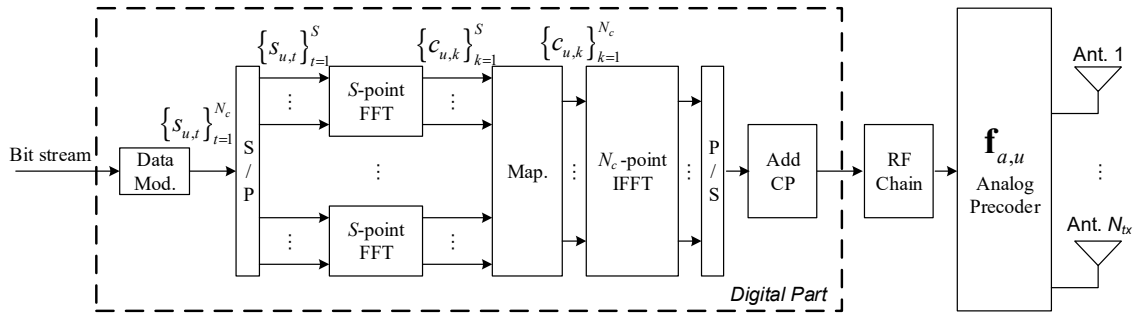 Bit stream
Data
Mod.
{s_{u,t}}_{t=1}^{N_c}
S
/
P
{s_{u,t}}_{t=1}^{S}
S-point
FFT
⋮
⋮
⋮
S-point
FFT
⋮
⋮
{c_{u,k}}_{k=1}^{S}
Map.
{c_{u,k}}_{k=1}^{N_c}
⋮
N_c-point
IFFT
⋮
P
/
S
Add
CP
Digital Part
RF
Chain
f_{a,u}
Analog
Precoder
Ant. 1
⋮
Ant. N_{tx}